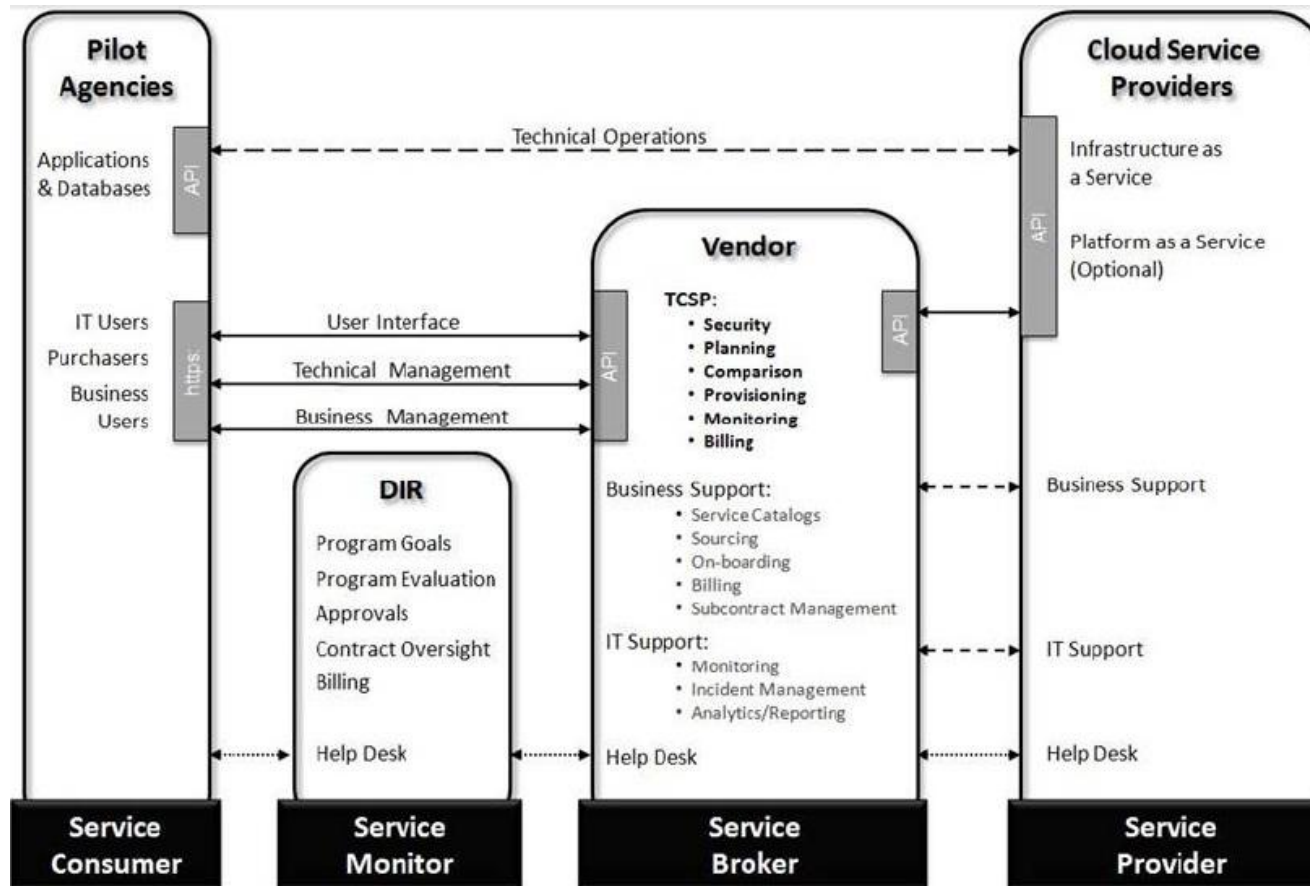 Pilot
Agencies
Applications
& Databases
API
IT Users
Purchasers
Business
Users
https:
Technical Operations
User Interface
Technical Management
Business Management
DIR
Program Goals
Program Evaluation
Approvals
Contract Oversight
Billing
Help Desk
Vendor
API
TCSP:
• Security
• Planning
• Comparison
• Provisioning
• Monitoring
• Billing
API
Business Support:
• Service Catalogs
• Sourcing
• On-boarding
• Billing
• Subcontract Management
IT Support:
• Monitoring
• Incident Management
• Analytics/Reporting
Help Desk
Cloud Service
Providers
API
Infrastructure as
a Service
Platform as a Service
(Optional)
Business Support
IT Support
Help Desk
Service
Consumer
Service
Monitor
Service
Broker
Service
Provider